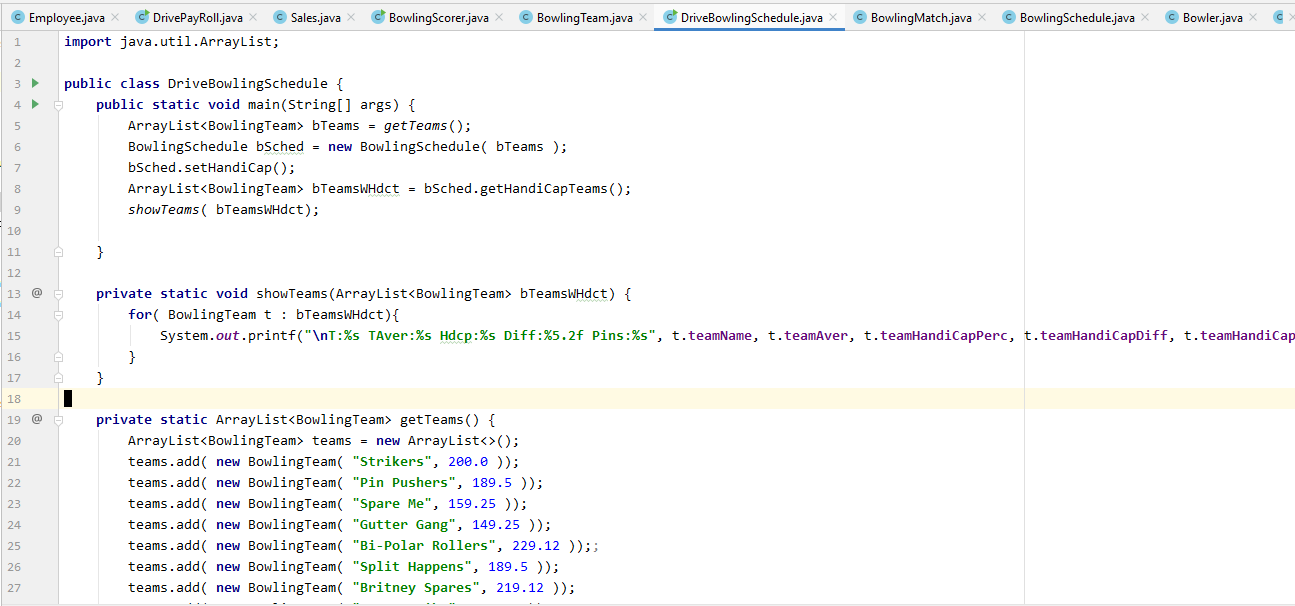 Employee.java DrivePayRoll.java Sales.java BowlingScorer.java BowlingTeam.java DriveBowlingSchedule.java BowlingMatch.java BowlingSchedule.java Bowler.java
1 import java.util.ArrayList;
2
3 public class DriveBowlingSchedule {
4 public static void main(String[] args) {
5 ArrayList<BowlingTeam> bTeams = getTeams();
6 BowlingSchedule bSched = new BowlingSchedule( bTeams );
7 bSched.setHandiCap();
8 ArrayList<BowlingTeam> bTeamsWHdct = bSched.getHandiCapTeams();
9 showTeams( bTeamsWHdct);
10
11 }
12
13 @ private static void showTeams(ArrayList<BowlingTeam> bTeamsWHdct) {
14 for( BowlingTeam t : bTeamsWHdct){
15 System.out.printf("\nT:%s TAver:%s Hdcp:%s Diff:%5.2f Pins:%s", t.teamName, t.teamAver, t.teamHandiCapPerc, t.teamHandiCapDiff, t.teamHandiCap
16 }
17 }
18
19 @ private static ArrayList<BowlingTeam> getTeams() {
20 ArrayList<BowlingTeam> teams = new ArrayList<>();
21 teams.add( new BowlingTeam( "Strikers", 200.0 ));
22 teams.add( new BowlingTeam( "Pin Pushers", 189.5 ));
23 teams.add( new BowlingTeam( "Spare Me", 159.25 ));
24 teams.add( new BowlingTeam( "Gutter Gang", 149.25 ));
25 teams.add( new BowlingTeam( "Bi-Polar Rollers", 229.12 ));;
26 teams.add( new BowlingTeam( "Split Happens", 189.5 ));
27 teams.add( new BowlingTeam( "Britney Spares", 219.12 ));